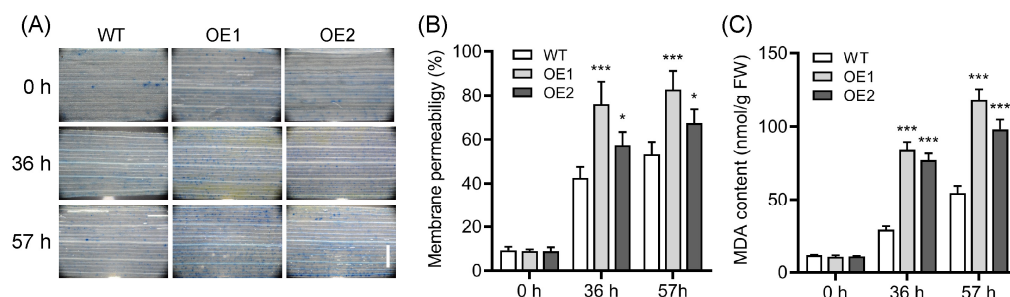 (A)
WT OE1 OE2
0 h
36 h
57 h
(B)
Membrane permeabiligy (%)
100
80
60
40
20
0
WT
OE1
OE2
***
*
***
*
0 h 36 h 57h
(C)
MDA content (nmol/g FW)
150
100
50
0
WT
OE1
OE2
***
***
***
***
0 h 36 h 57 h